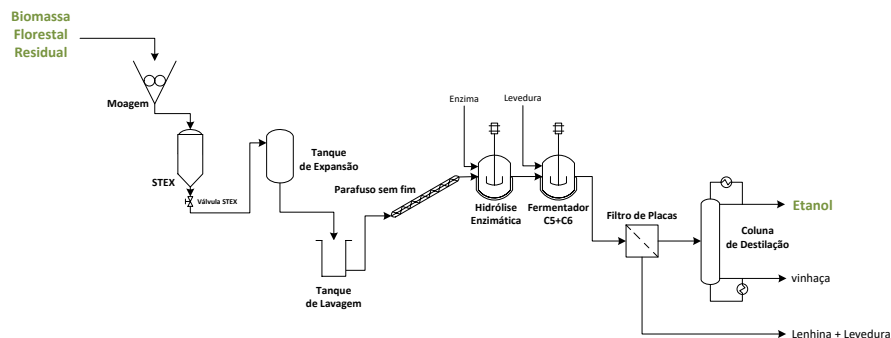 Biomassa
Florestal
Residual
Moagem
STEX
Válvula STEX
Tanque
de Expansão
Tanque
de Lavagem
Parafuso sem fim
Enzima
Levedura
Hidrólise
Enzimática
Fermentador
C5+C6
Filtro de Placas
Coluna
de Destilação
Etanol
vinhaça
Lenhina + Levedura